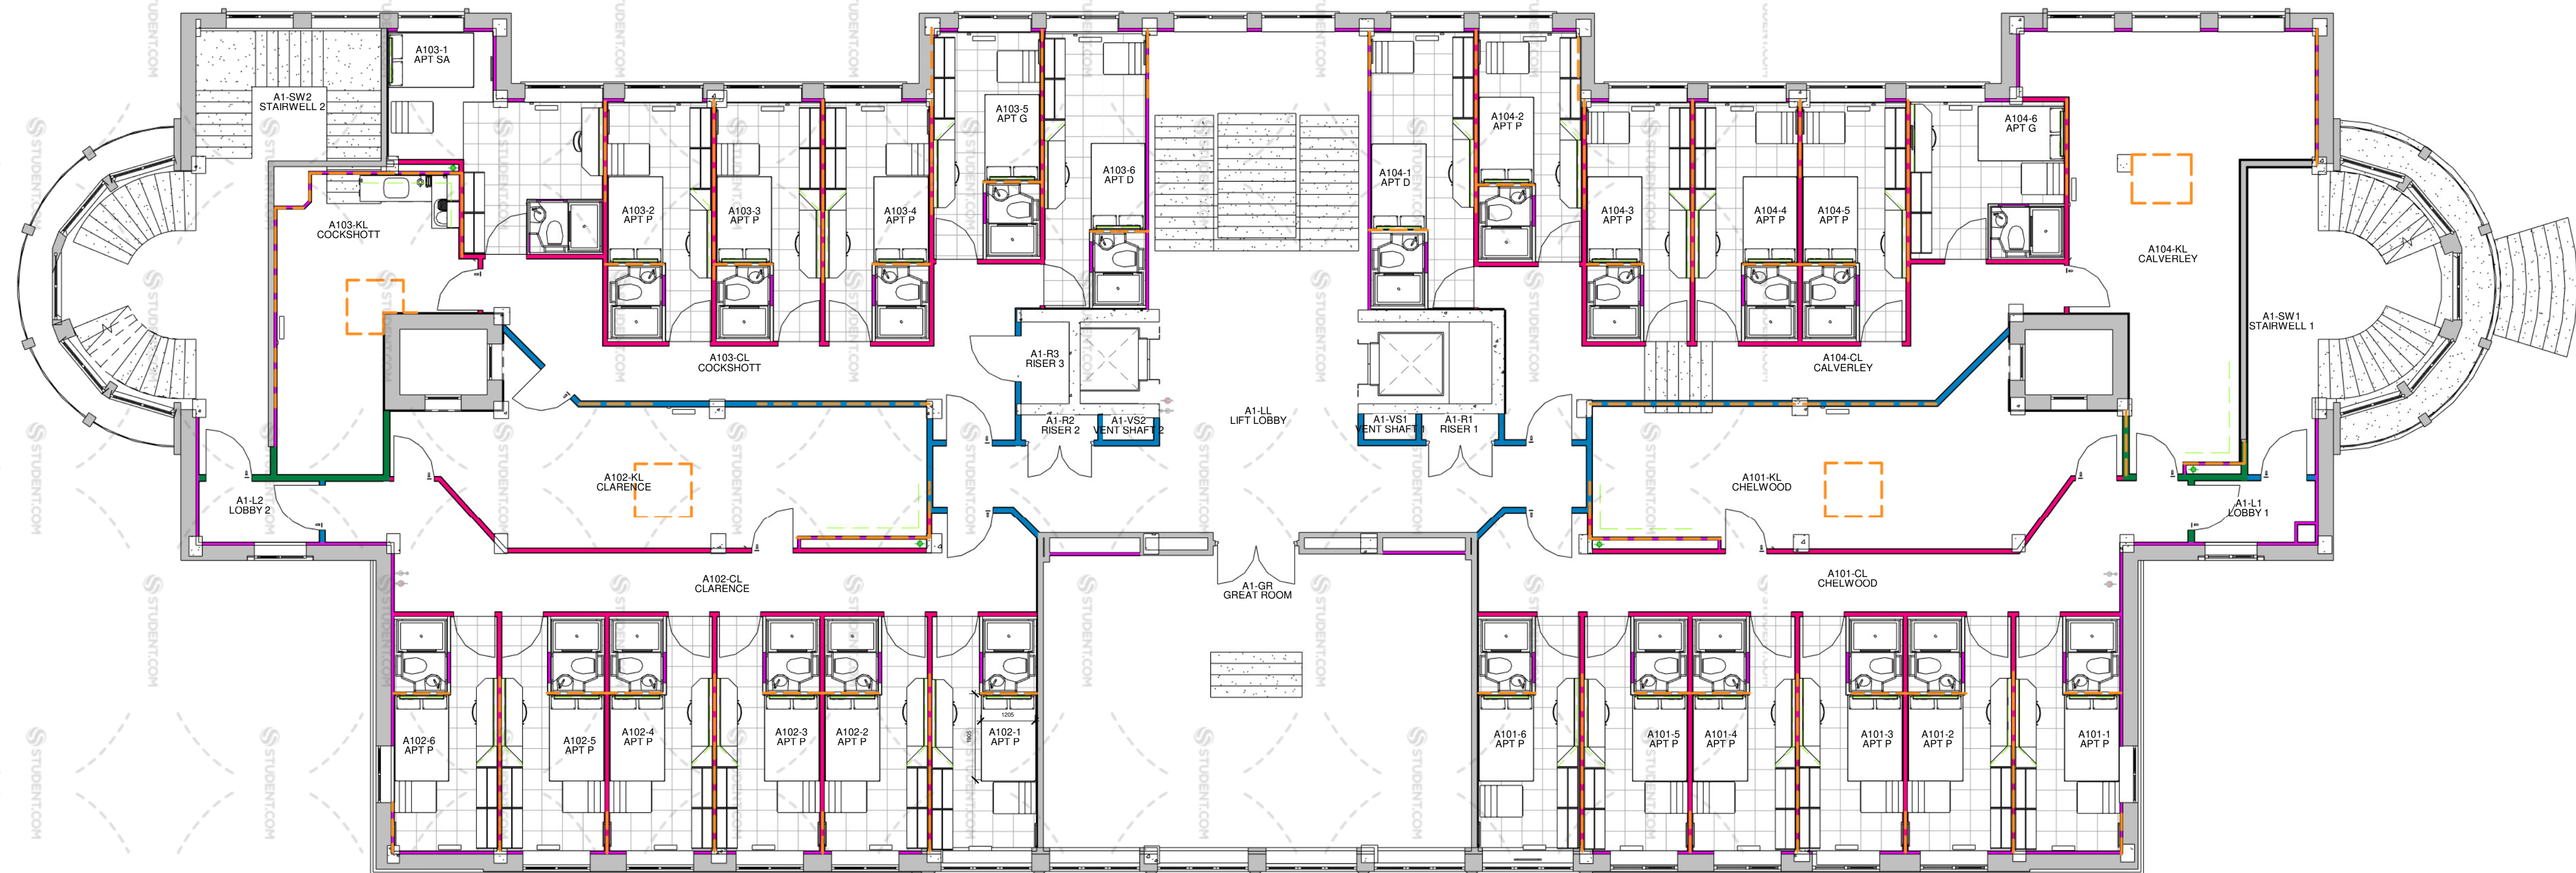 A103-1
APT SA
A1-SW2
STAIRWELL 2
A103-KL
COCKSHOTT
A103-2
APT P
A103-3
APT P
A103-4
APT P
A103-5
APT G
A103-6
APT D
A104-1
APT D
A104-2
APT P
A104-3
APT P
A104-4
APT P
A104-5
APT P
A104-6
APT G
A104-KL
CALVERLEY
A1-SW1
STAIRWELL 1
A103-CL
COCKSHOTT
A1-R3
RISER 3
A104-CL
CALVERLEY
A1-R2
RISER 2
A1-VS2
VENT SHAFT 2
A1-LL
LIFT LOBBY
A1-VS1
VENT SHAFT 1
A1-R1
RISER 1
A102-KL
CLARENCE
A101-KL
CHELWOOD
A1-L2
LOBBY 2
A1-L1
LOBBY 1
A102-CL
CLARENCE
A1-GR
GREAT ROOM
A101-CL
CHELWOOD
1205
A102-6
APT P
A102-5
APT P
A102-4
APT P
A102-3
APT P
A102-2
APT P
A102-1
APT P
A101-6
APT P
A101-5
APT P
A101-4
APT P
A101-3
APT P
A101-2
APT P
A101-1
APT P
STUDENT.COM